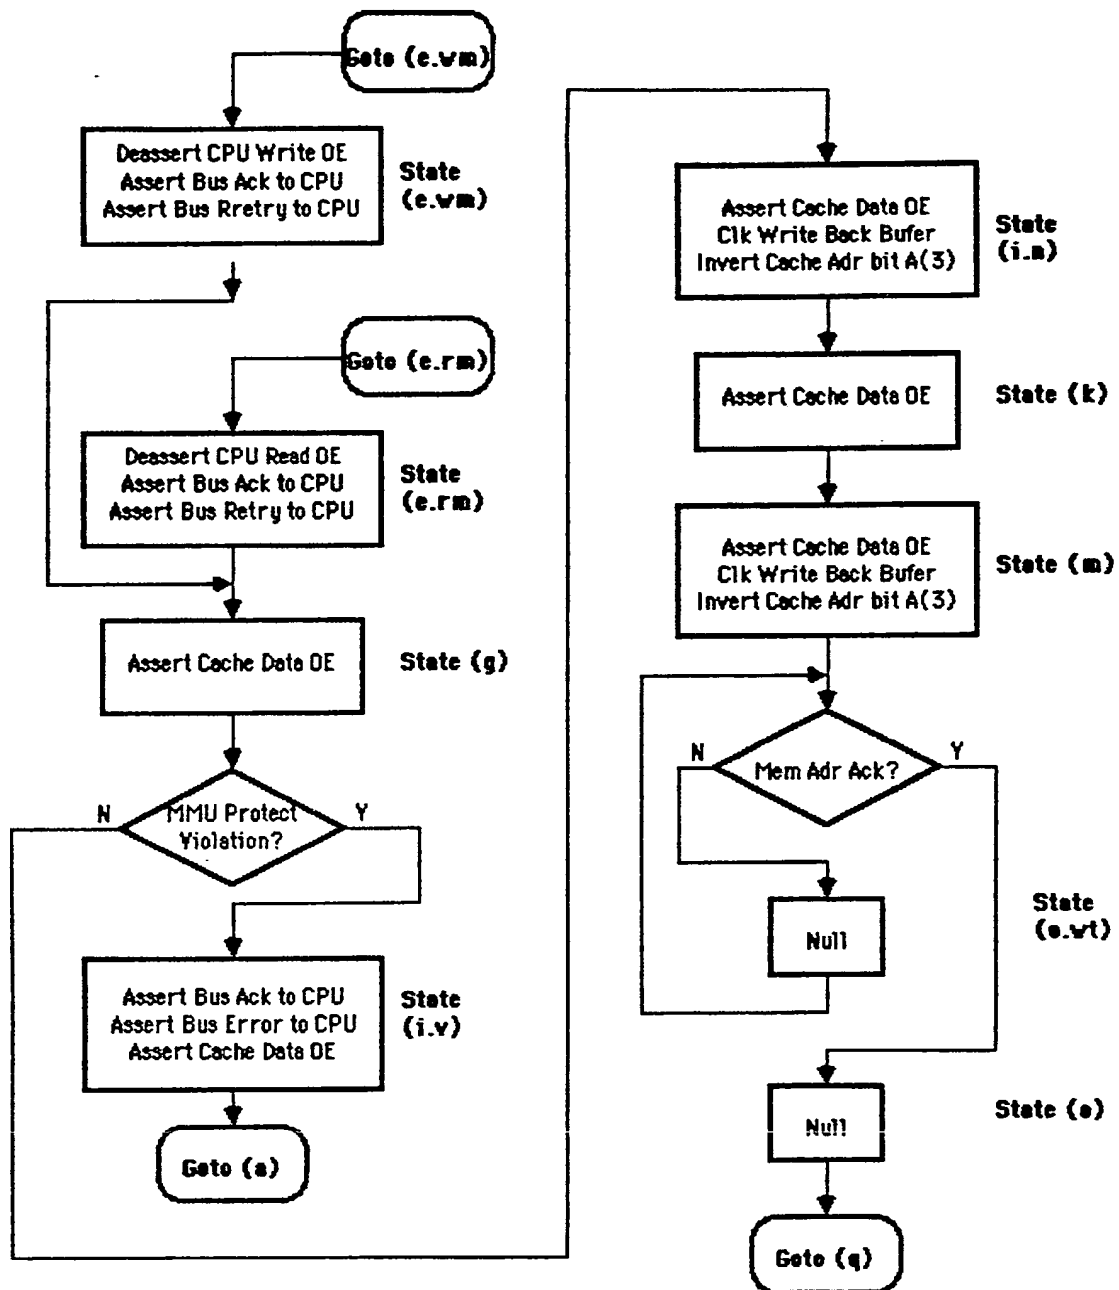 Goto (e.wm)
Deassert CPU Write OE
Assert Bus Ack to CPU
Assert Bus Rretry to CPU
State
(e.wm)
Goto (e.rm)
Deassert CPU Read OE
Assert Bus Ack to CPU
Assert Bus Retry to CPU
State
(e.rm)
Assert Cache Data OE
State (g)
N
MMU Protect
Violation?
Y
Assert Bus Ack to CPU
Assert Bus Error to CPU
Assert Cache Data OE
State
(i.v)
Goto (a)
Assert Cache Data OE
Clk Write Back Bufer
Invert Cache Adr bit A(3)
State
(i.n)
Assert Cache Data OE
State (k)
Assert Cache Data OE
Clk Write Back Bufer
Invert Cache Adr bit A(3)
State (m)
N
Mem Adr Ack?
Y
Null
State
(o.wt)
Null
State (o)
Goto (q)